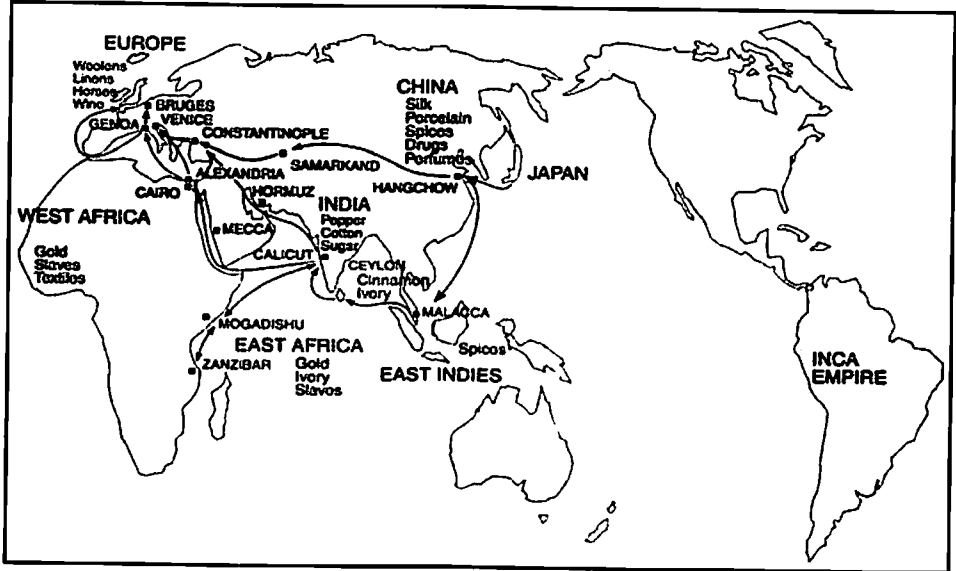 EUROPE
Woolens
Linens
Horses
Wine
BRUGES
VENICE
GENOA
CONSTANTINOPLE
SAMARKAND
CHINA
Silk
Porcelain
Spices
Drugs
Perfumes
HANGCHOW
JAPAN
ALEXANDRIA
CAIRO
HORMUZ
WEST AFRICA
Gold
Slaves
Textiles
MECCA
INDIA
Pepper
Cotton
Sugar
CALICUT
CEYLON
Cinnamon
Ivory
MALACCA
MOGADISHU
EAST AFRICA
Gold
Ivory
Slaves
ZANZIBAR
Spices
EAST INDIES
INCA
EMPIRE